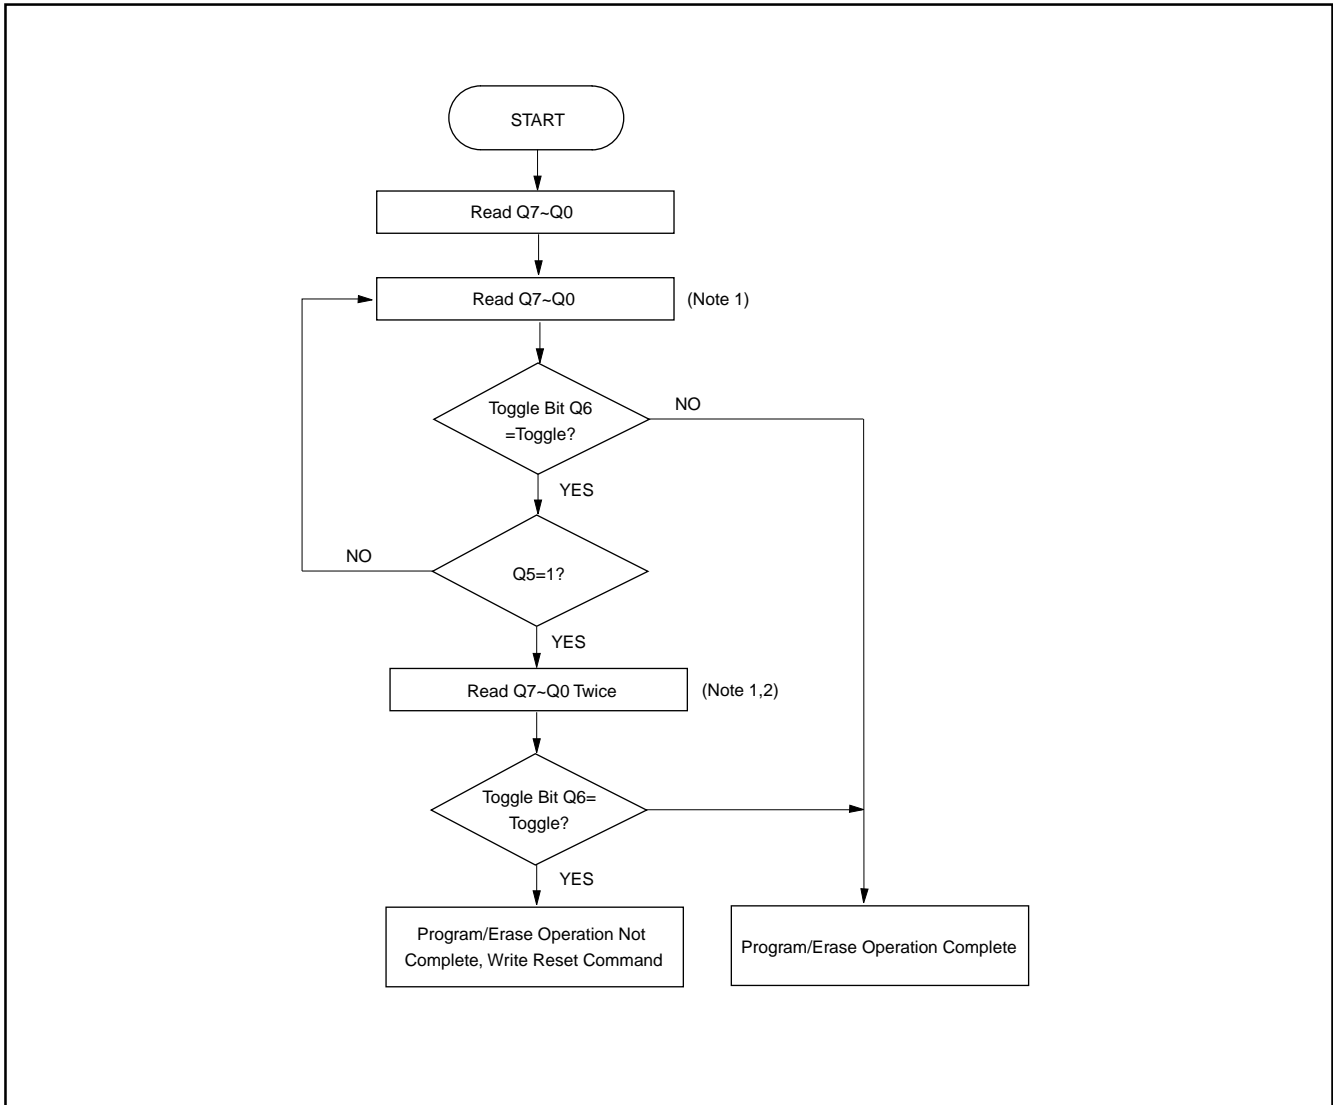 START
Read Q7~Q0
Read Q7~Q0
(Note 1)
Toggle Bit Q6
=Toggle?
NO
YES
NO
Q5=1?
YES
Read Q7~Q0 Twice
(Note 1,2)
Toggle Bit Q6=
Toggle?
YES
Program/Erase Operation Not
Complete, Write Reset Command
Program/Erase Operation Complete